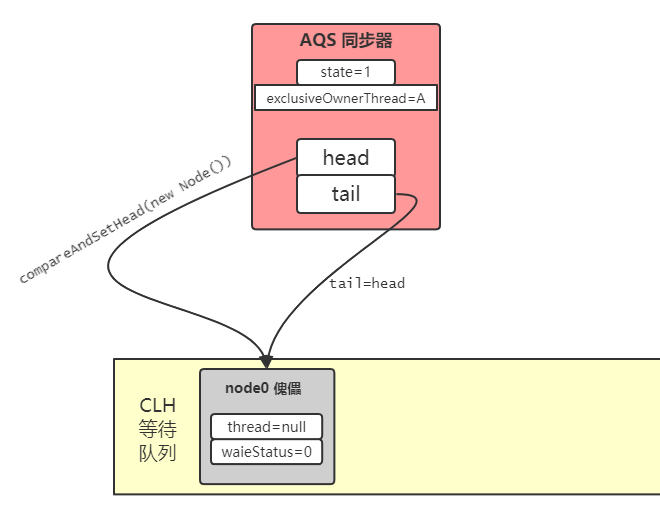 AQS 同步器
state=1
exclusiveOwnerThread=A
head
tail
compareAndSetHead(new Node())
tail=head
CLH
等待
队列
node0 傀儡
thread=null
waieStatus=0